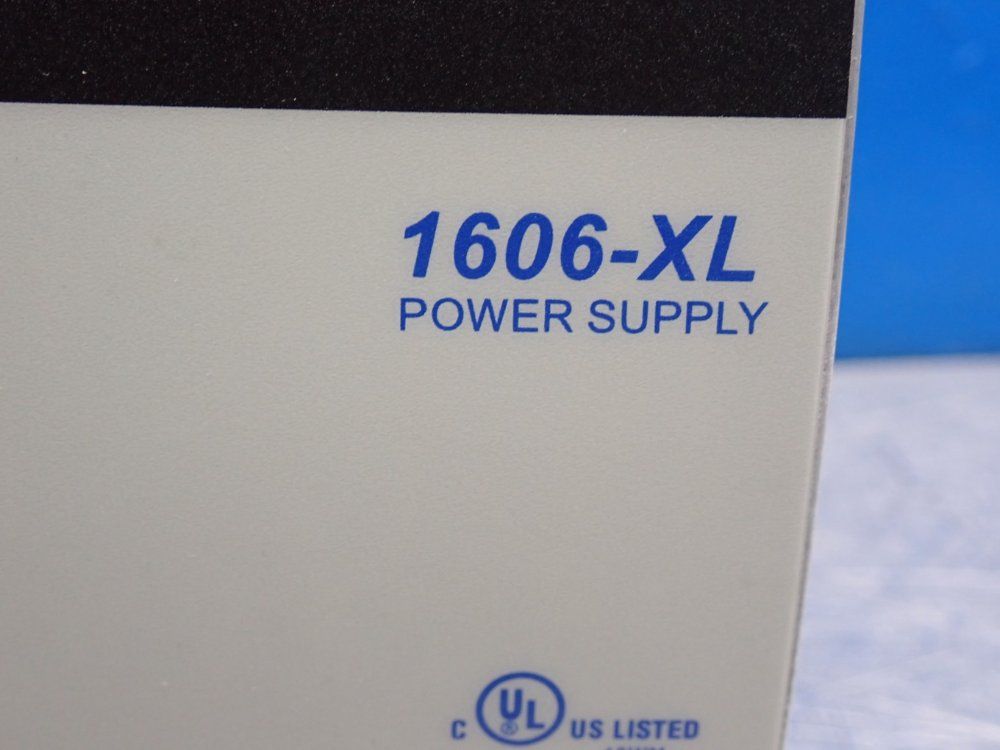 1606-XL
POWER SUPPLY
C UL ® US LISTED